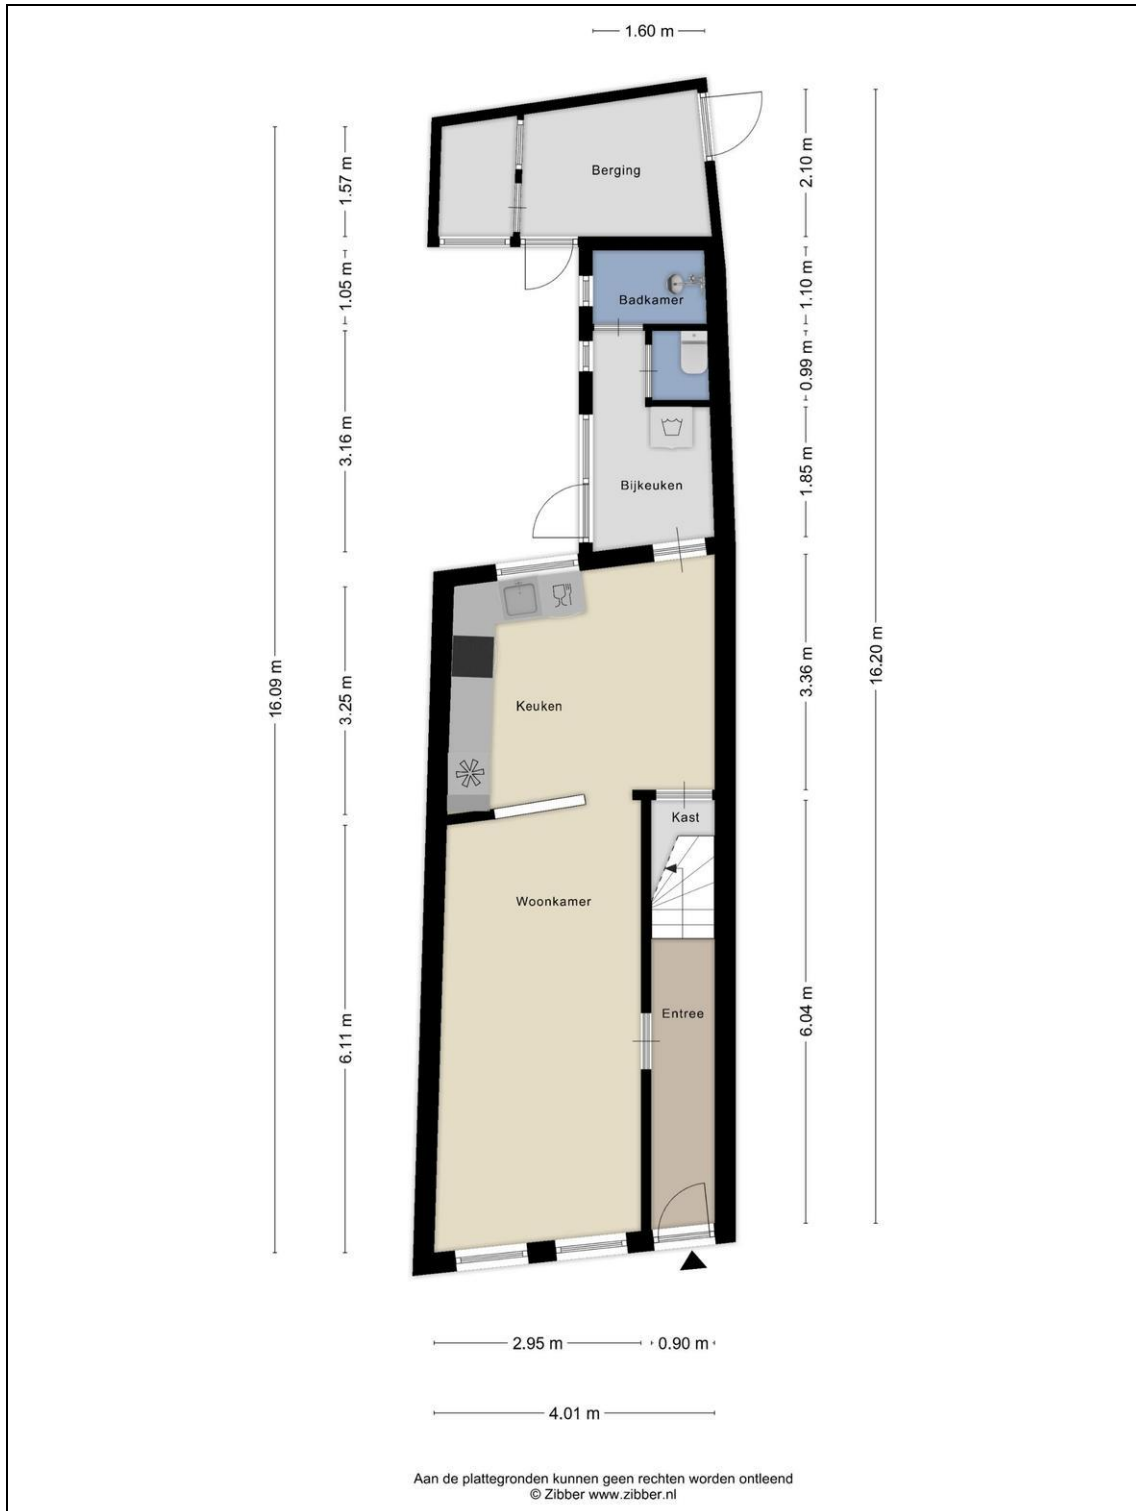 1.60 m
Berging
1.57 m
2.10 m
1.05 m
1.10 m
Badkamer
0.99 m
3.16 m
1.85 m
Bijkeuken
16.09 m
3.25 m
Keuken
3.36 m
16.20 m
Kast
Woonkamer
Entree
6.11 m
6.04 m
2.95 m
0.90 m
4.01 m
Aan de plattegronden kunnen geen rechten worden ontleend
© Zibber www.zibber.nl